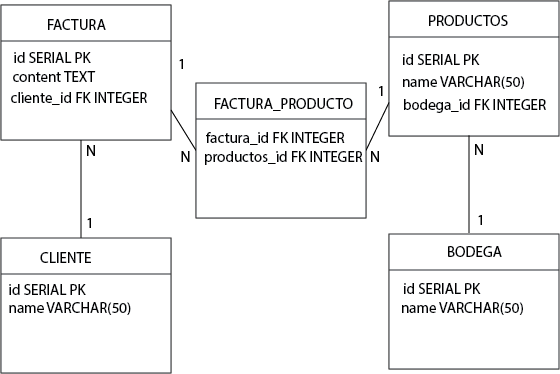 FACTURA
id SERIAL PK
content TEXT
cliente_id FK INTEGER
1
N
PRODUCTOS
id SERIAL PK
name VARCHAR(50)
bodega_id FK INTEGER
1
N
FACTURA_PRODUCTO
factura_id FK INTEGER
productos_id FK INTEGER
N
N
1
CLIENTE
id SERIAL PK
name VARCHAR(50)
1
BODEGA
id SERIAL PK
name VARCHAR(50)